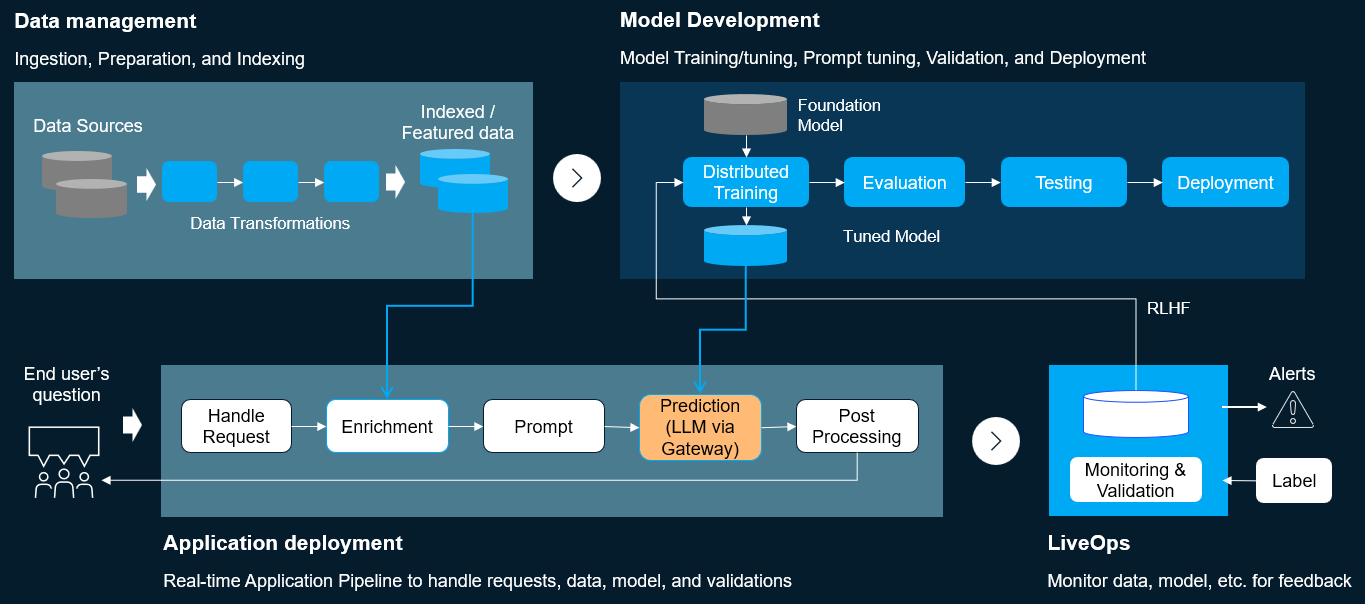 Data management
Ingestion, Preparation, and Indexing
Data Sources
Indexed /
Featured data
Data Transformations
Model Development
Model Training/tuning, Prompt tuning, Validation, and Deployment
Foundation
Model
Distributed
Training
Evaluation
Testing
Deployment
Tuned Model
RLHF
End user's
question
Handle
Request
Enrichment
Prompt
Prediction
(LLM via
Gateway)
Post
Processing
Application deployment
Real-time Application Pipeline to handle requests, data, model, and validations
Monitoring &
Validation
Alerts
Label
LiveOps
Monitor data, model, etc. for feedback